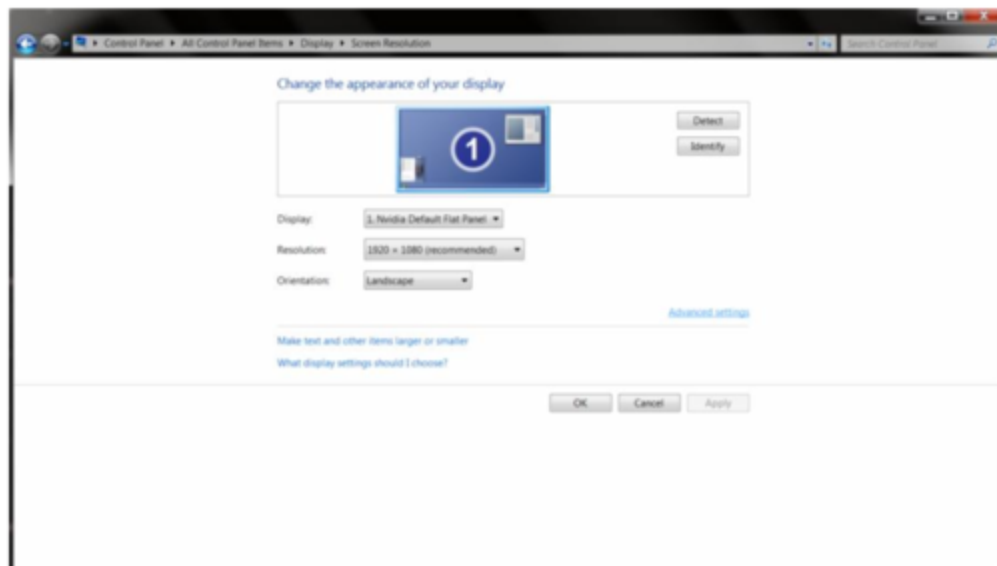 Control Panel ▸ All Control Panel Items ▸ Display ▸ Screen Resolution
Search Control Panel
Change the appearance of your display
1
Detect
Identify
Display: 1. Nvidia Default Flat Panel
Resolution: 1920 × 1080 (recommended)
Orientation: Landscape
Advanced settings
Make text and other items larger or smaller
What display settings should I choose?
OK Cancel Apply